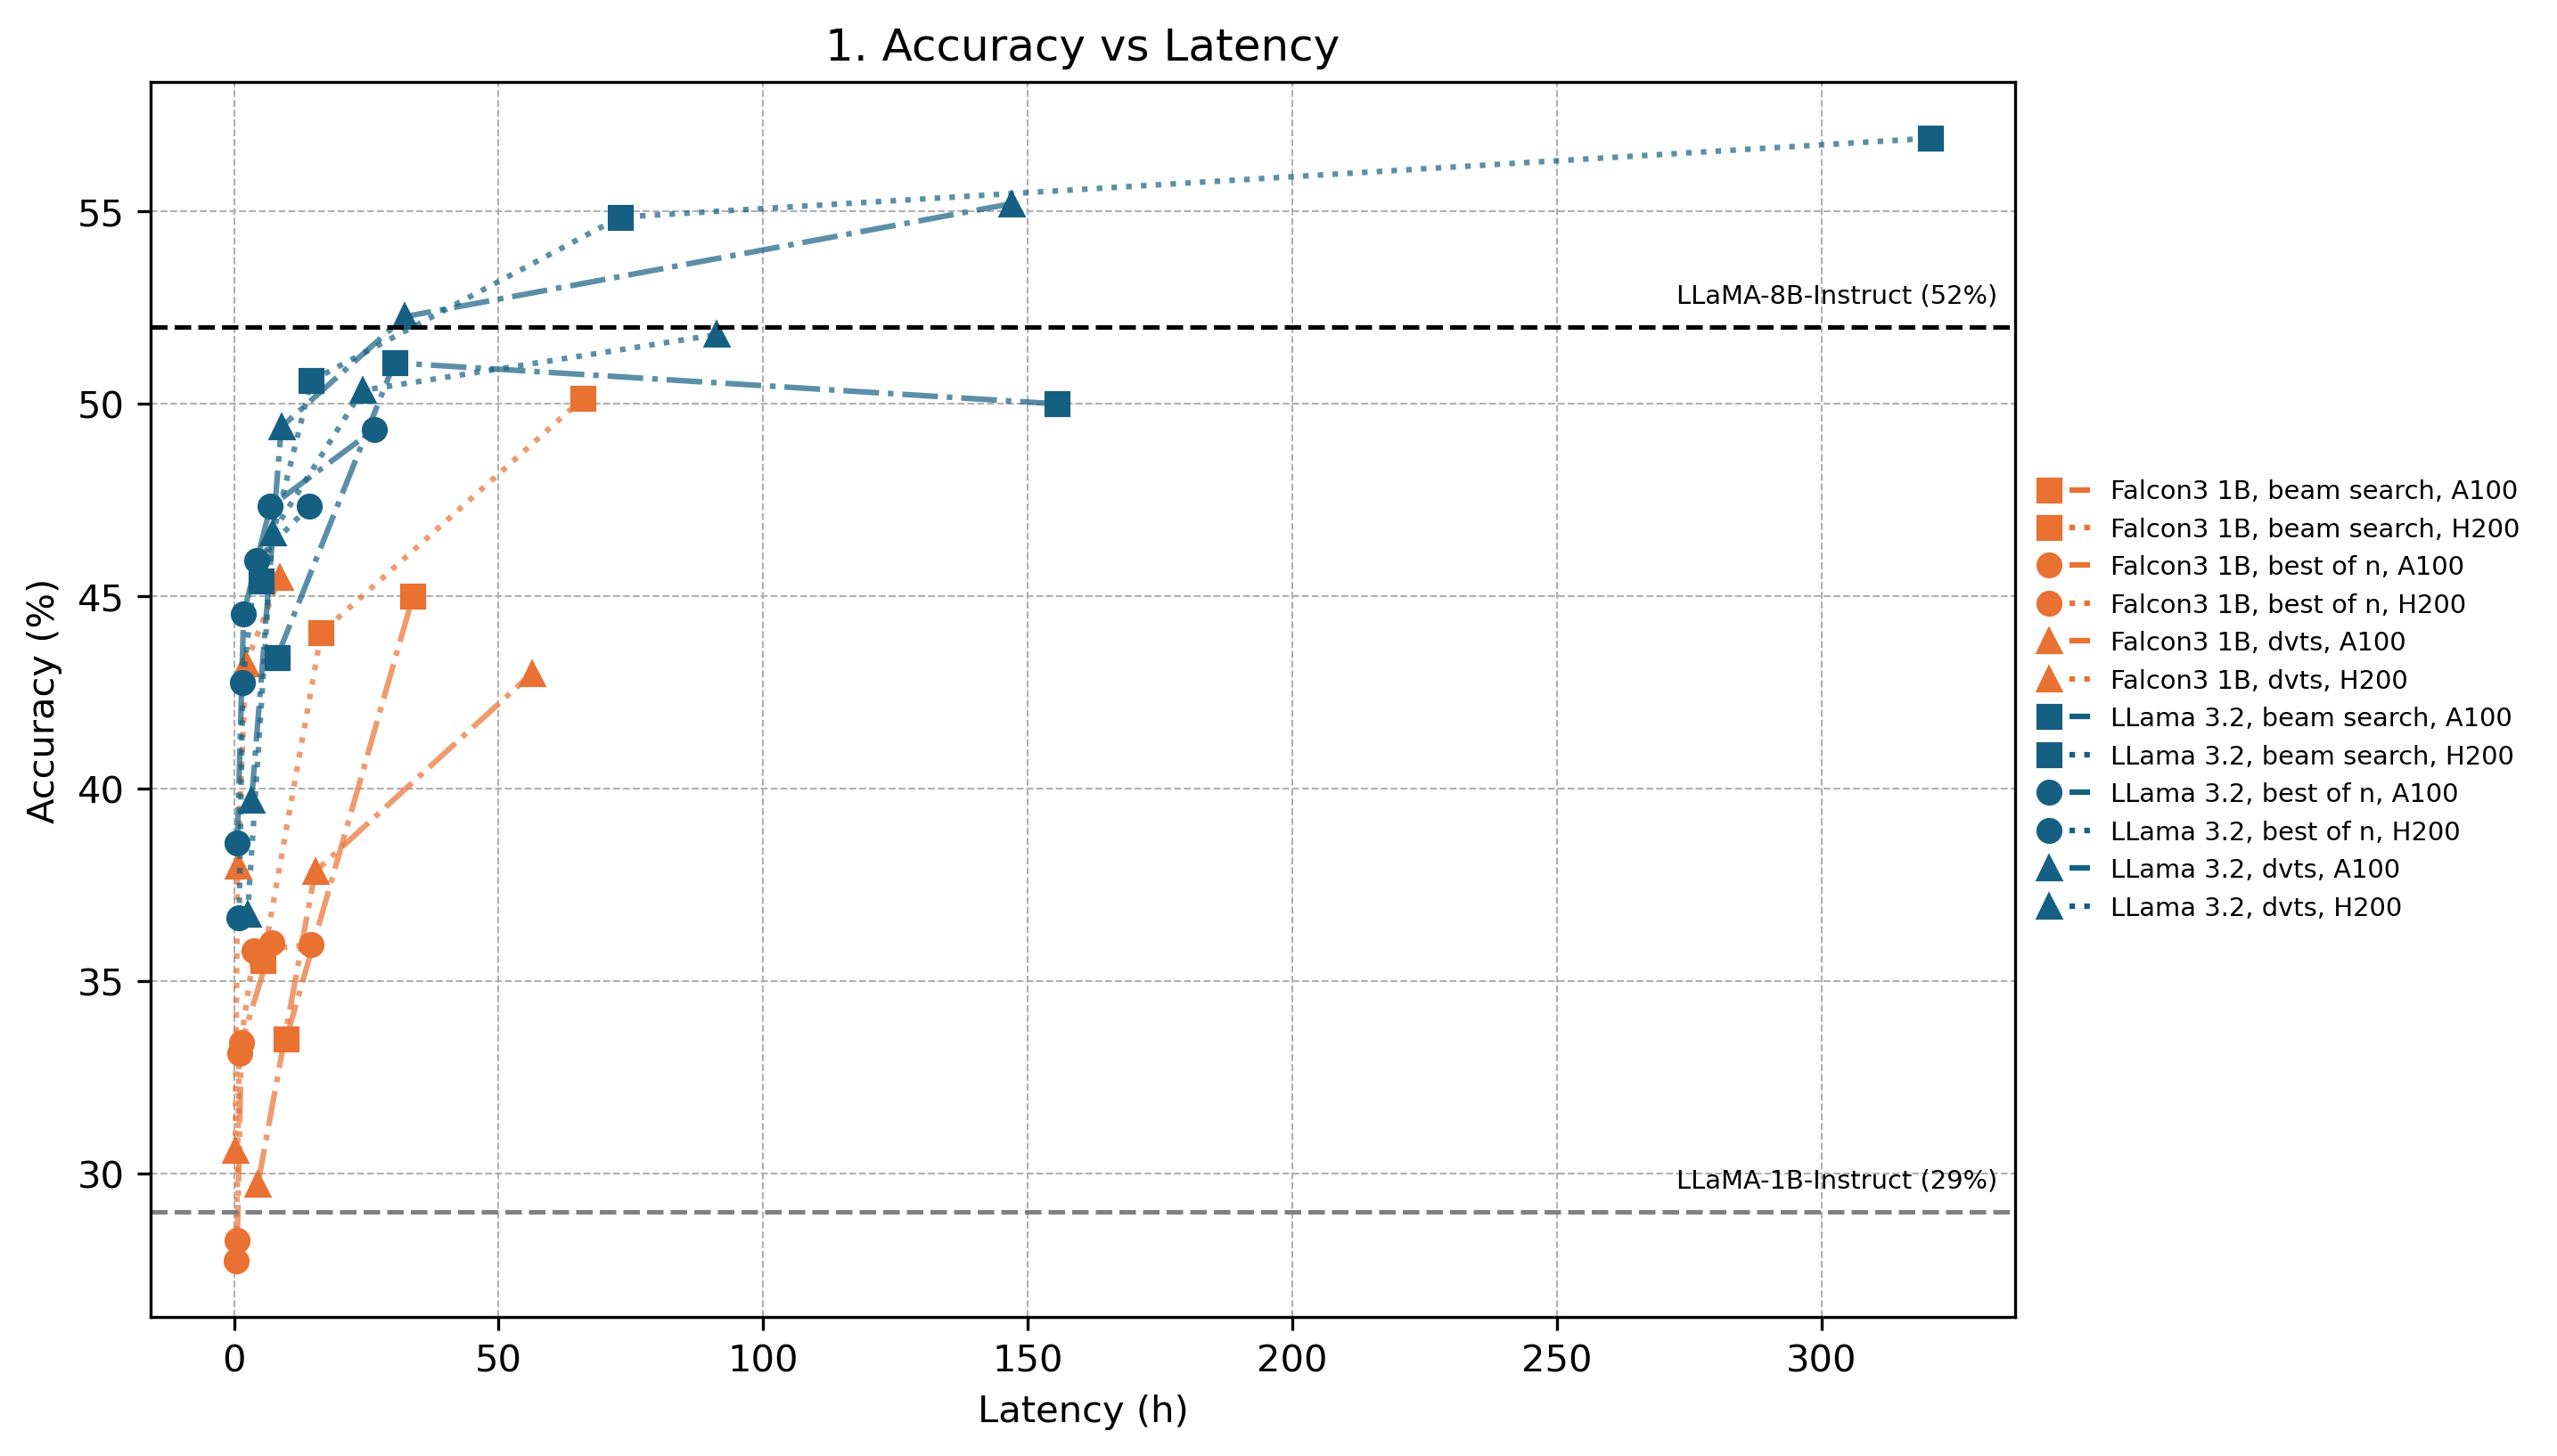 1. Accuracy vs Latency
Accuracy (%)
55
50
45
40
35
30
LLaMA-8B-Instruct (52%)
LLaMA-1B-Instruct (29%)
0 50 100 150 200 250 300
Latency (h)
Falcon3 1B, beam search, A100
Falcon3 1B, beam search, H200
Falcon3 1B, best of n, A100
Falcon3 1B, best of n, H200
Falcon3 1B, dvts, A100
Falcon3 1B, dvts, H200
LLama 3.2, beam search, A100
LLama 3.2, beam search, H200
LLama 3.2, best of n, A100
LLama 3.2, best of n, H200
LLama 3.2, dvts, A100
LLama 3.2, dvts, H200